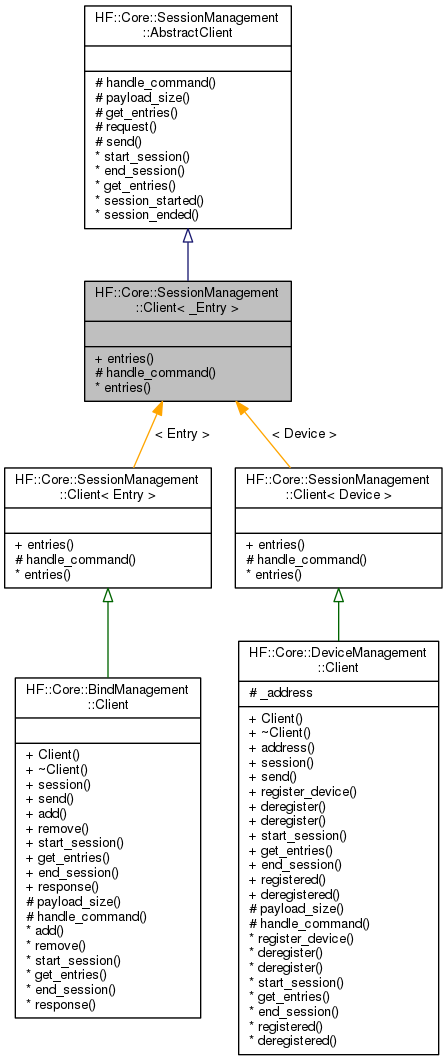 HF::Core::SessionManagement
::AbstractClient
# handle_command()
# payload_size()
# get_entries()
# request()
# send()
* start_session()
* end_session()
* get_entries()
* session_started()
* session_ended()
HF::Core::SessionManagement
::Client< _Entry >
+ entries()
# handle_command()
* entries()
< Entry >
< Device >
HF::Core::SessionManagement
::Client< Entry >
+ entries()
# handle_command()
* entries()
HF::Core::SessionManagement
::Client< Device >
+ entries()
# handle_command()
* entries()
HF::Core::BindManagement
::Client
+ Client()
+ ~Client()
+ session()
+ send()
+ add()
+ remove()
+ start_session()
+ get_entries()
+ end_session()
+ response()
# payload_size()
# handle_command()
* add()
* remove()
* start_session()
* get_entries()
* end_session()
* response()
HF::Core::DeviceManagement
::Client
# _address
+ Client()
+ ~Client()
+ address()
+ session()
+ send()
+ register_device()
+ deregister()
+ deregister()
+ start_session()
+ get_entries()
+ end_session()
+ registered()
+ deregistered()
# payload_size()
# handle_command()
* register_device()
* deregister()
* deregister()
* start_session()
* get_entries()
* end_session()
* registered()
* deregistered()